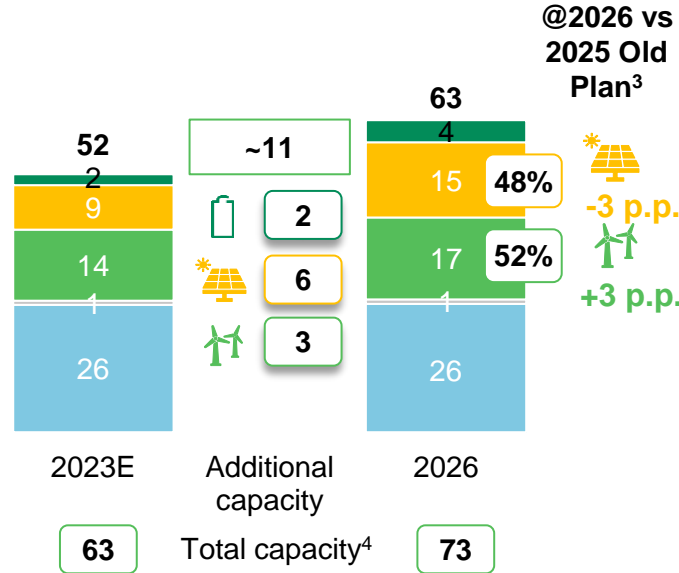 @2026 vs
2025 Old
Plan³
52
2
9
14
1
26
~11
2
6
3
63
4
15
17
1
26
48%
52%
-3 p.p.
+3 p.p.
2023E
Additional
capacity
2026
63
Total capacity⁴
73